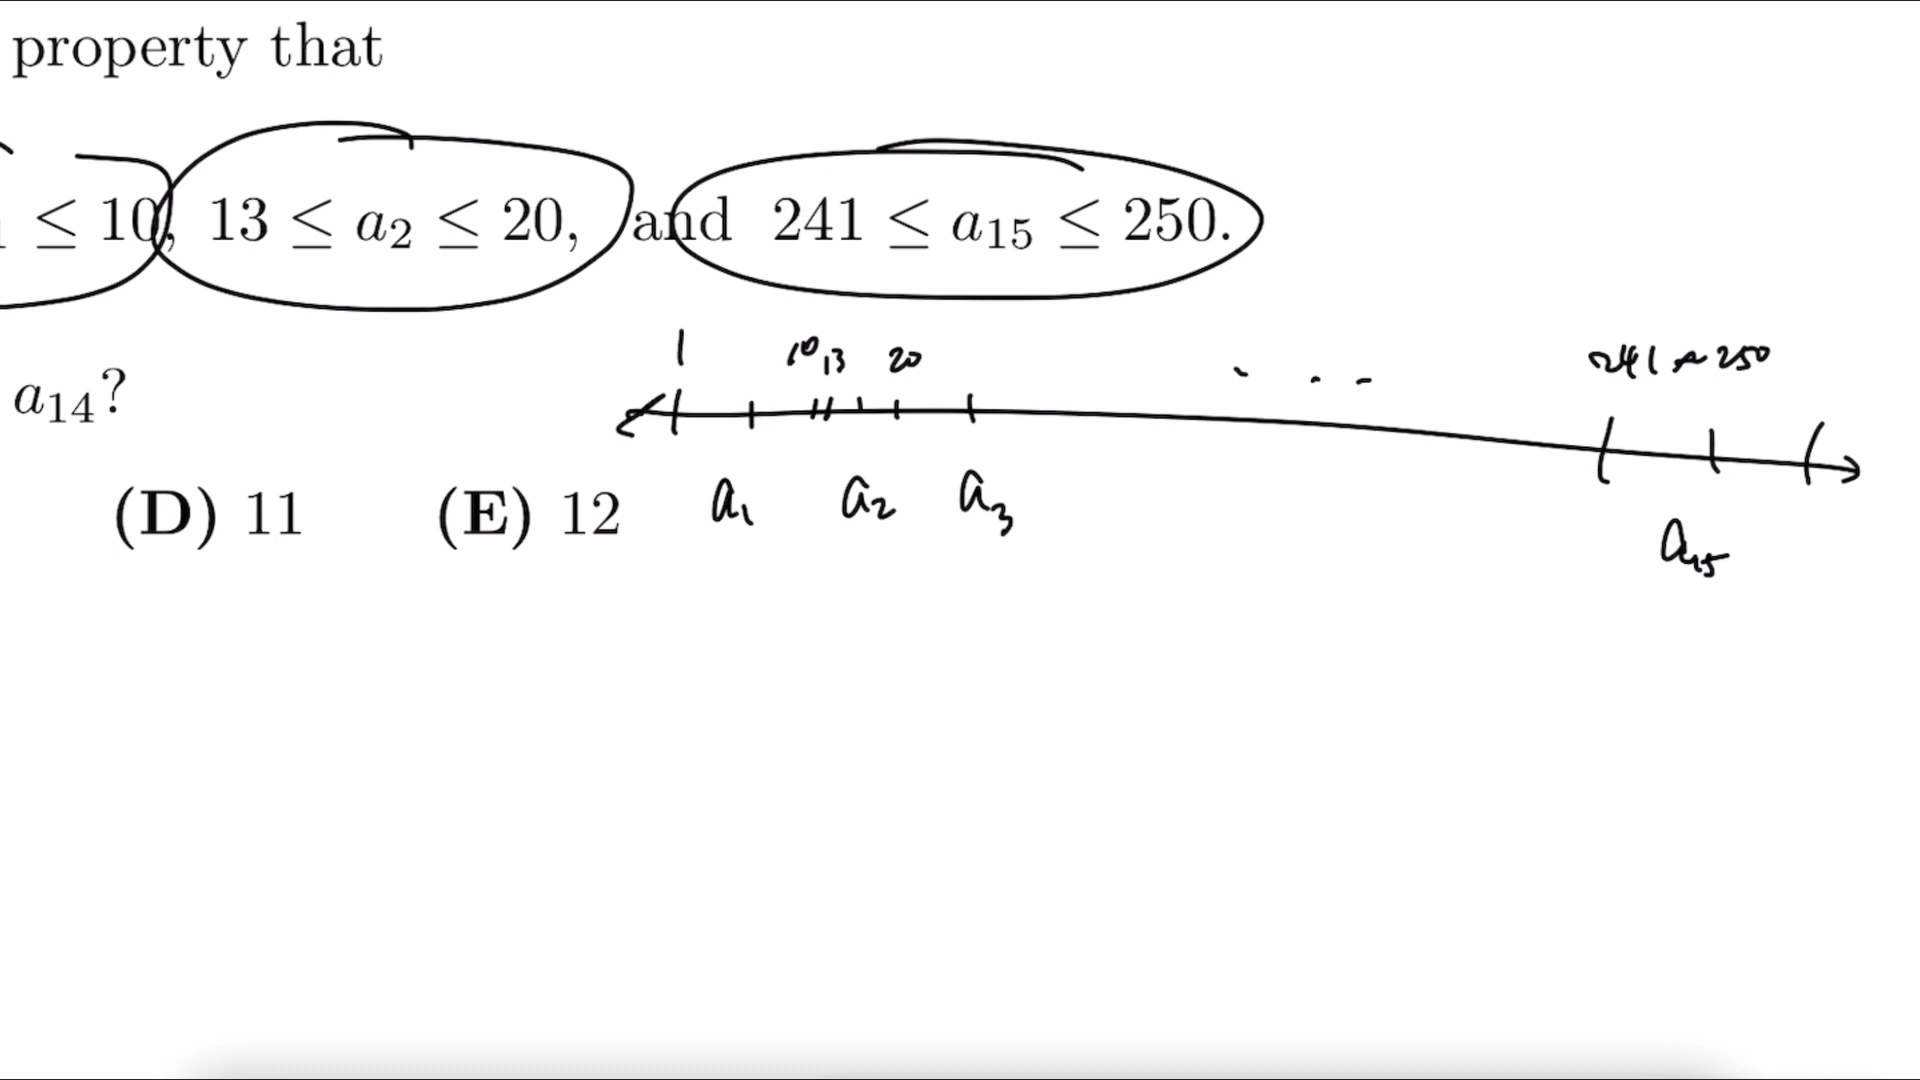 property that
≤ 10, 13 ≤ a₂ ≤ 20, and 241 ≤ a₁₅ ≤ 250.
1 10 13 20 . . . 241 ~ 250
a₁₄?
a₁ a₂ a₃ a₁₅
(D) 11 (E) 12